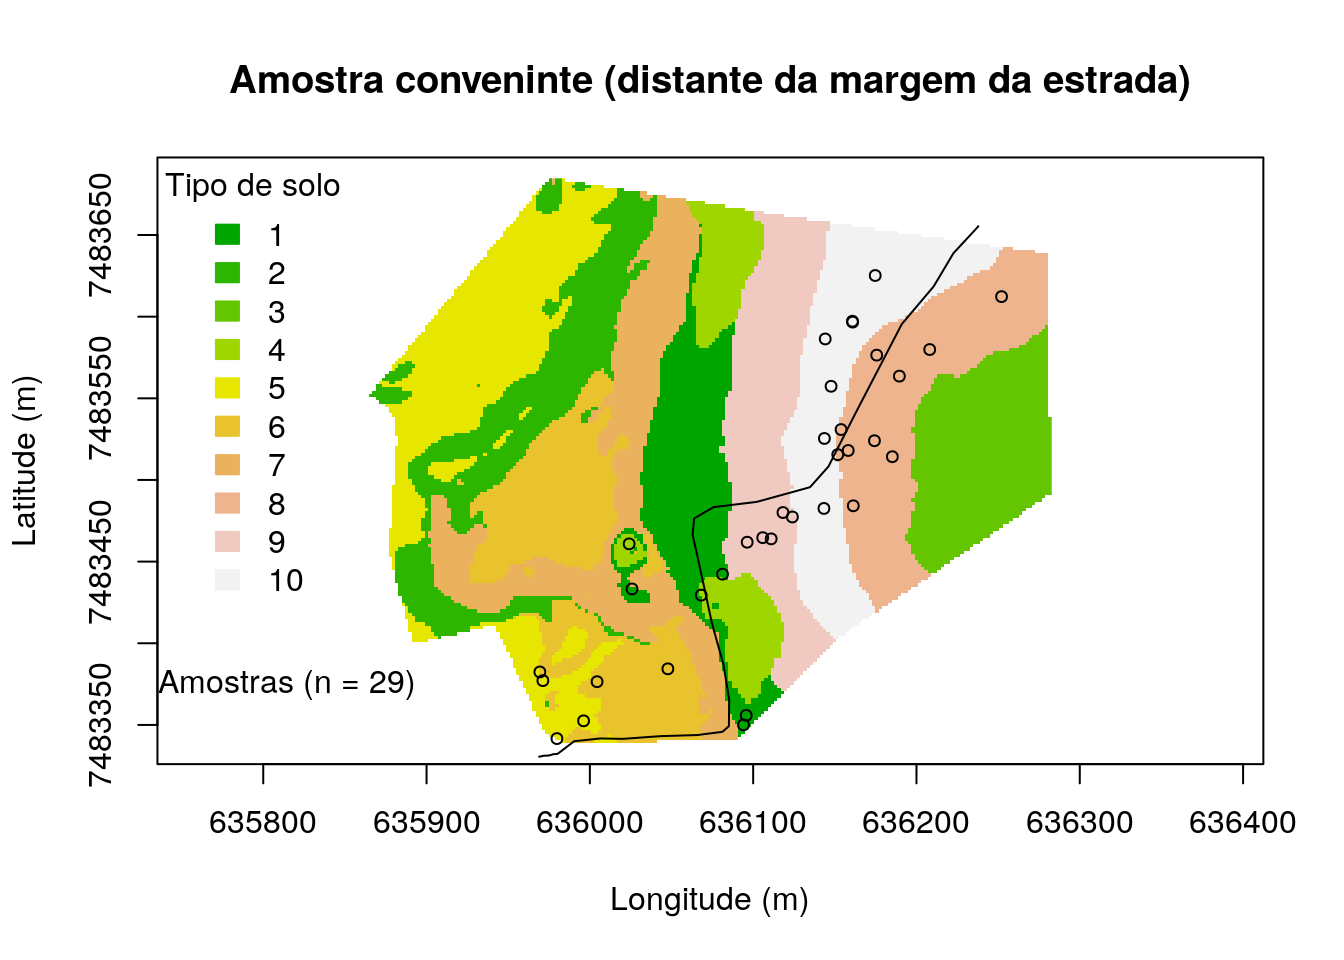 Amostra conveninte (distante da margem da estrada)
Tipo de solo
1
2
3
4
5
6
7
8
9
10
Amostras (n = 29)
Latitude (m)
7483650
7483550
7483450
7483350
635800 635900 636000 636100 636200 636300 636400
Longitude (m)